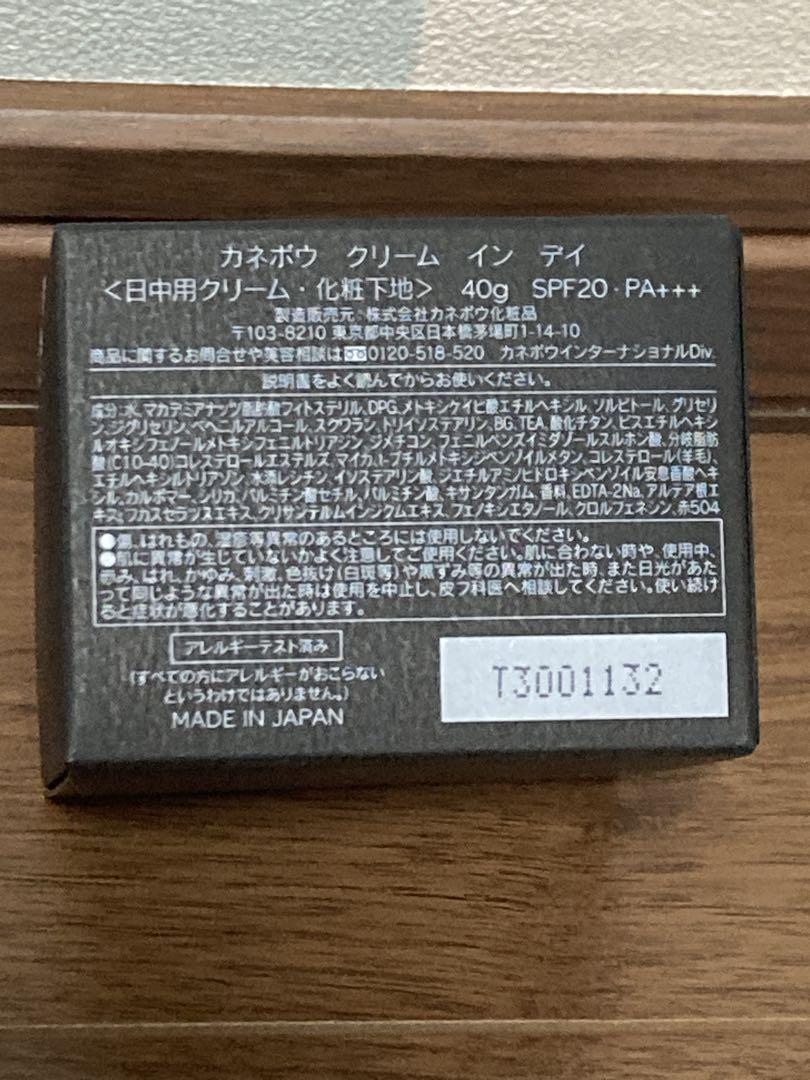 カネボウ クリーム イン デイ
<日中用クリーム・化粧下地> 40g SPF20・PA+++
製造販売元 株式会社カネボウ化粧品
〒103-8210 東京都中央区日本橋茅場町1-14-10
商品に関するお問合せや美容相談は 0120-518-520 カネボウインターナショナルDiv.
説明書をよく読んでからお使いください。
成分:水、マカデミアナッツ脂肪酸フィトステリル、DPG、メトキシケイヒ酸エチルヘキシル、ソルビトール、グリセリ
ン、ジグリセリン、ベヘニルアルコール、スクワラン、トリイソステアリン、BG、TEA、酸化チタン、ビスエチルヘキシ
ルオキシフェノールメトキシフェニルトリアジン、ジメチコン、フェニルベンズイミダゾールスルホン酸、分岐脂肪
酸(C10-40)コレステロールエステルズ、マイカ、t-ブチルメトキシジベンゾイルメタン、コレステロール(羊毛)、
エチルヘキシルトリアゾン、水添レシチン、イソステアリン酸、ジエチルアミノヒドロキシベンゾイル安息香酸ヘキ
シル、カルボマー、シリカ、パルミチン酸セチル、パルミチン酸、キサンタンガム、香料、EDTA-2Na、アルテア根エ
キス、フカスセラツスエキス、クリサンテルムインジクムエキス、フェノキシエタノール、クロルフェネシン、赤504
●傷、はれもの、湿疹等異常のあるところには使用しないでください。
●肌に異常が生じていないかよく注意してご使用ください。肌に合わない時や、使用中、
赤み、はれ、かゆみ、刺激、色抜け(白斑等)や黒ずみ等の異常が出た時、また日光があた
って同じような異常が出た時は使用を中止し、皮フ科医へ相談してください。使い続け
ると症状が悪化することがあります。
アレルギーテスト済み
(すべての方にアレルギーがおこらない
というわけではありません。)
MADE IN JAPAN
T3001132